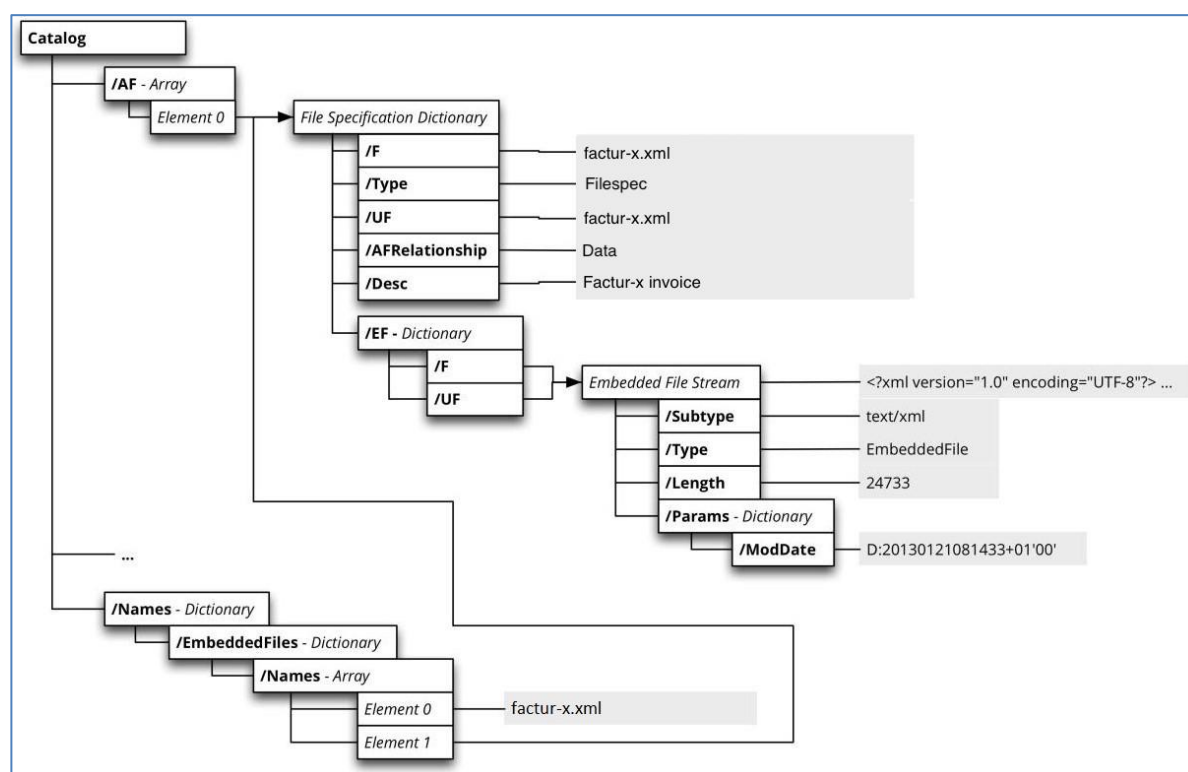 Catalog
/AF - Array
Element 0
File Specification Dictionary
/F
factur-x.xml
/Type
Filespec
/UF
factur-x.xml
/AFRelationship
Data
/Desc
Factur-x invoice
/EF - Dictionary
/F
/UF
Embedded File Stream
<?xml version="1.0" encoding="UTF-8"?> ...
/Subtype
text/xml
/Type
EmbeddedFile
/Length
24733
/Params - Dictionary
/ModDate
D:20130121081433+01'00'
...
/Names - Dictionary
/EmbeddedFiles - Dictionary
/Names - Array
Element 0
factur-x.xml
Element 1